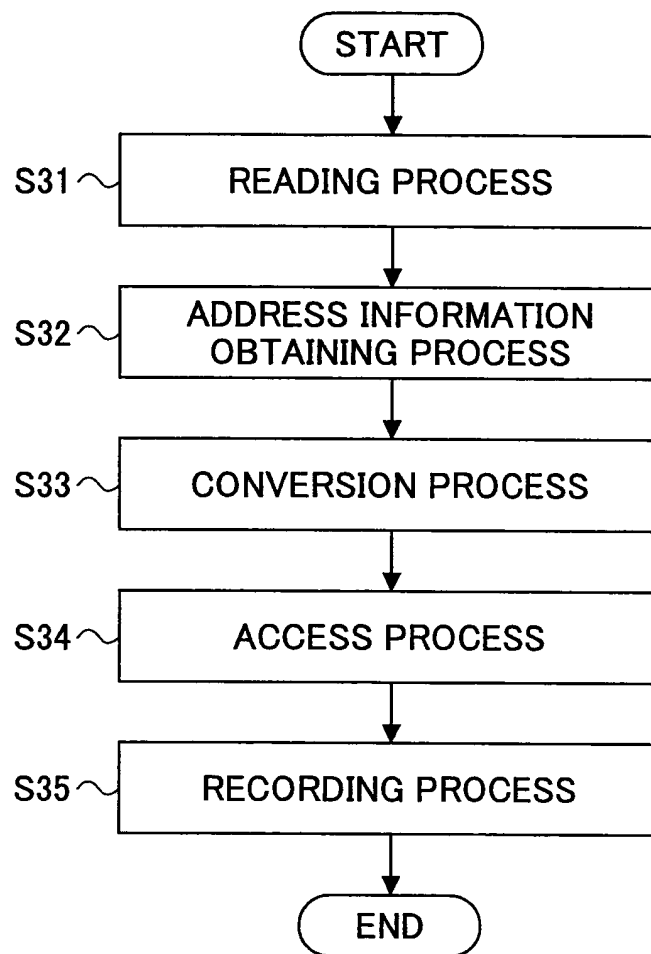 START
S31 READING PROCESS
S32 ADDRESS INFORMATION
OBTAINING PROCESS
S33 CONVERSION PROCESS
S34 ACCESS PROCESS
S35 RECORDING PROCESS
END